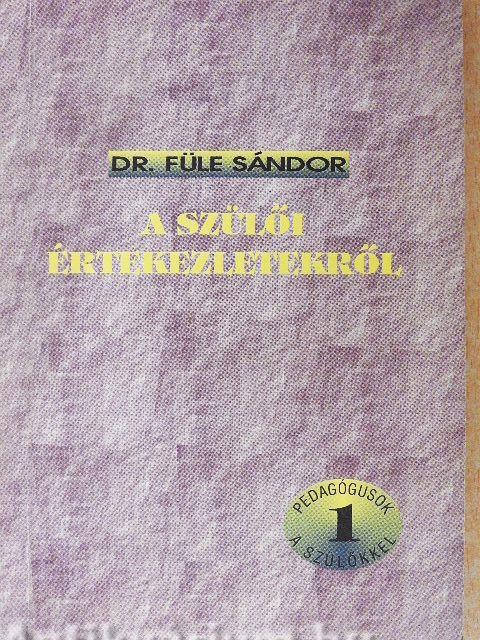 DR. FÜLE SÁNDOR
A SZÜLŐI
ÉRTEKEZLETEKRŐL
PEDAGÓGUSOK
1
A SZÜLŐKKEL